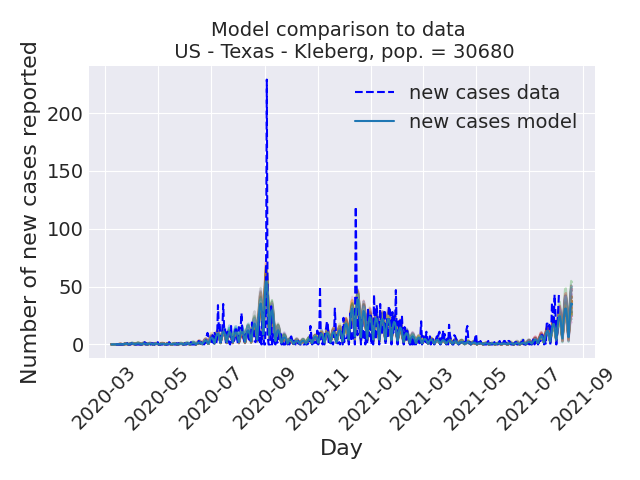 Model comparison to data
US - Texas - Kleberg, pop. = 30680
Number of new cases reported
200
150
100
50
0
new cases data
new cases model
2020-03
2020-05
2020-07
2020-09
2020-11
2021-01
2021-03
2021-05
2021-07
2021-09
Day